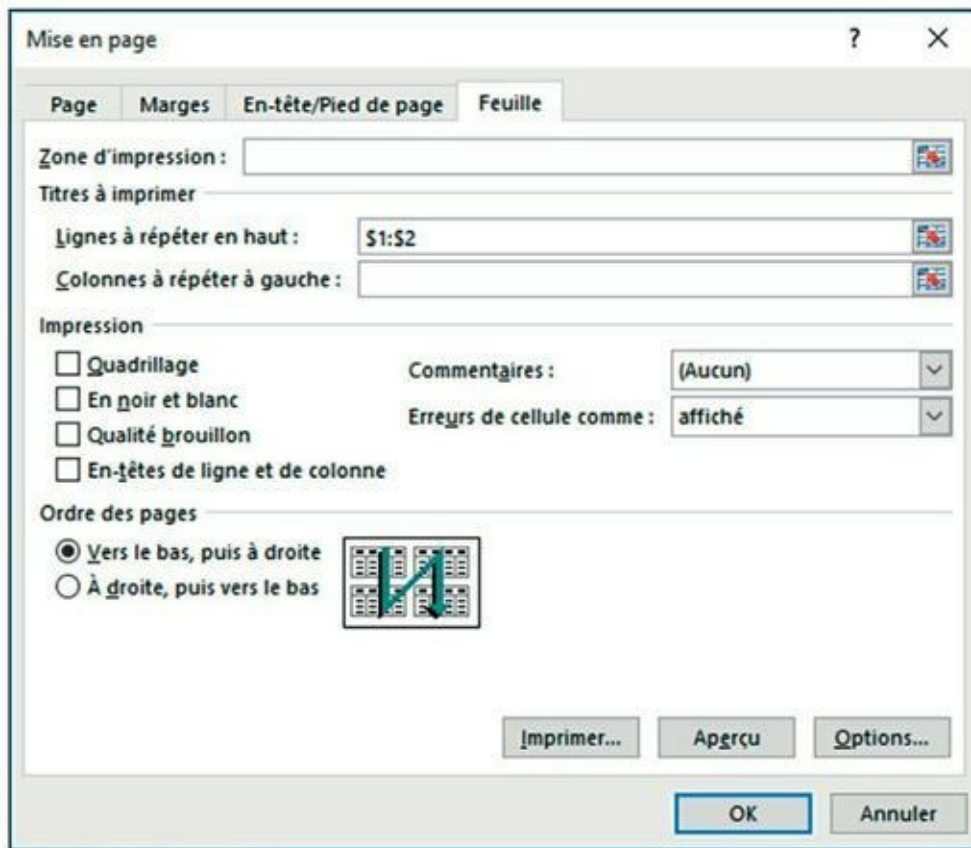 Mise en page ? X
Page Marges En-tête/Pied de page Feuille
Zone d'impression :
Titres à imprimer
Lignes à répéter en haut : $1:$2
Colonnes à répéter à gauche :
Impression
Quadrillage
Commentaires : (Aucun)
En noir et blanc
Erreurs de cellule comme : affiché
Qualité brouillon
En-têtes de ligne et de colonne
Ordre des pages
Vers le bas, puis à droite
À droite, puis vers le bas
Imprimer... Aperçu Options...
OK Annuler